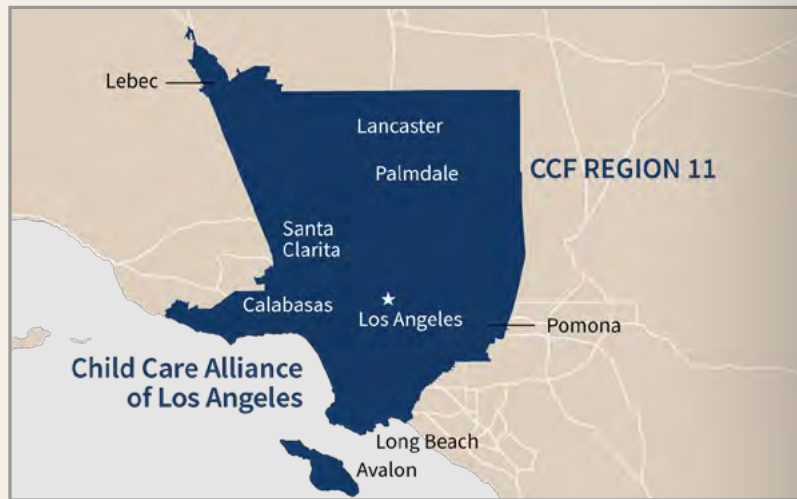 Lebec
Lancaster
Palmdale
CCF REGION 11
Santa
Clarita
Calabasas
Los Angeles
Pomona
Child Care Alliance
of Los Angeles
Long Beach
Avalon